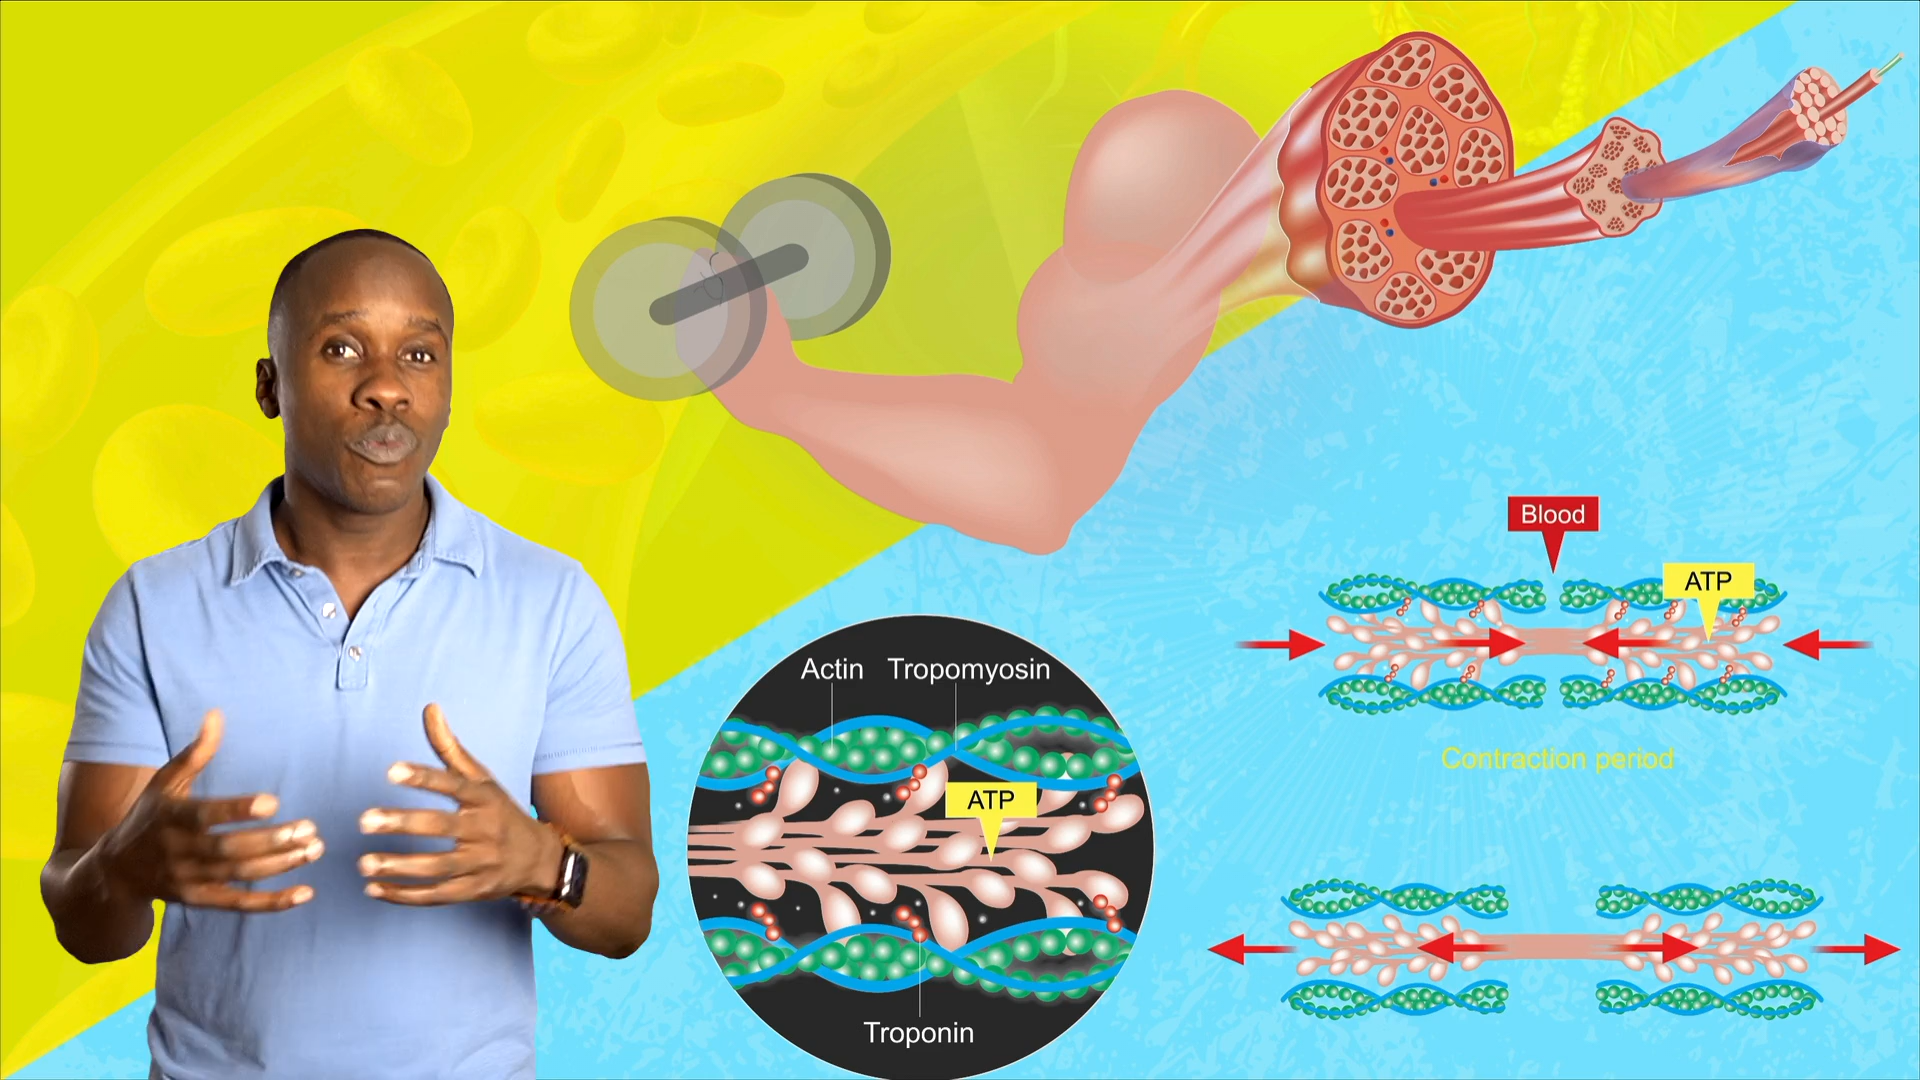 Blood
ATP
Actin Tropomyosin
ATP
Contraction period
Troponin